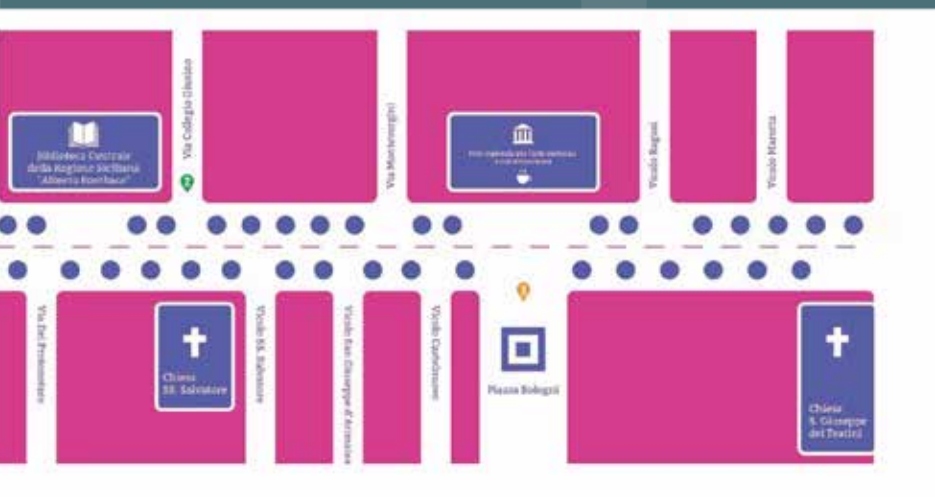 Via Collegio Giusino
Via Montevergini
Vicolo Ragusi
Vicolo Marotta
Biblioteca Centrale
della Regione Siciliana
"Alberto Bombace"
Via Del Protonotaro
Chiesa
SS. Salvatore
Vicolo SS. Salvatore
Vicolo San Giuseppe d'Arimatea
Vicolo Castelnuovo
Piazza Bologni
Chiesa
S. Giuseppe
dei Teatini